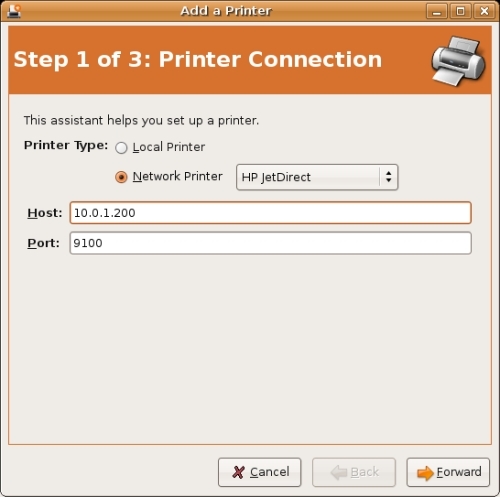 Add a Printer
Step 1 of 3: Printer Connection
This assistant helps you set up a printer.
Printer Type: Local Printer
Network Printer HP JetDirect
Host: 10.0.1.200
Port: 9100
Cancel Back Forward